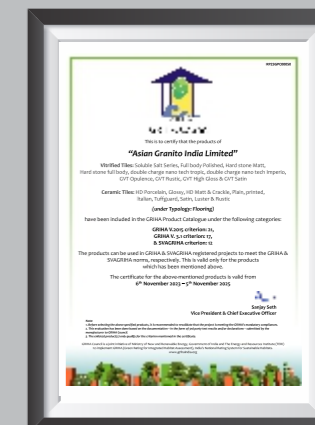 This is to certify that the products of
"Asian Granito India Limited"
Vitrified Tiles: Soluble Salt Series, Full body Polished, Hard stone Matt,
Hard stone full body, double charge nano tech tropic, double charge nano tech Imperio,
GVT Opulence, GVT Rustic, GVT High Gloss & GVT Satin
Ceramic Tiles: HD Porcelain, Glossy, HD Matt & Crackle, Plain, printed,
Italian, Tuffguard, Satin, Luster & Rustic
(under Typology: Flooring)
have been included in the GRIHA Product Catalogue under the following categories:
GRIHA V.2015 criterion: 21,
GRIHA V. 3.1 criterion: 17,
& SVAGRIHA criterion: 12
The products can be used in GRIHA & SVAGRIHA registered projects to meet the GRIHA &
SVAGRIHA norms, respectively. This is valid only for the products
which has been mentioned above.
The certificate for the above-mentioned products is valid from
6th November 2023 – 5th November 2025
Sanjay Seth
Vice President & Chief Executive Officer
Note: